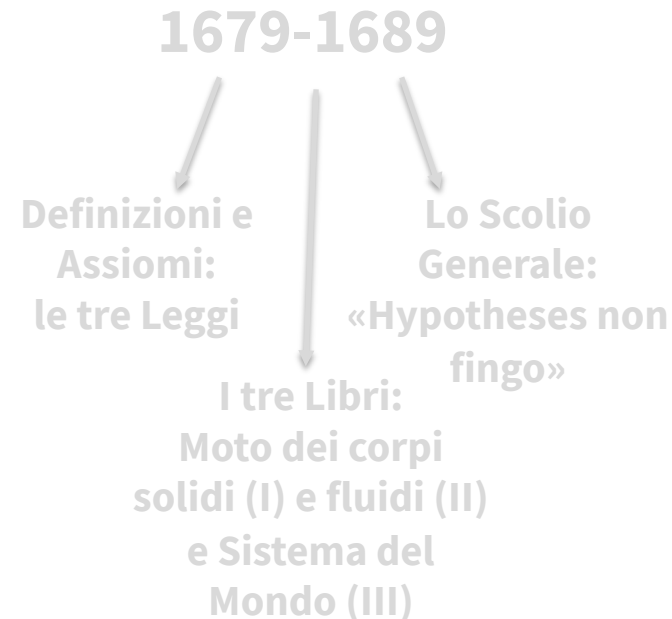 1679-1689
Definizioni e
Assiomi:
le tre Leggi
Lo Scolio
Generale:
«Hypotheses non
fingo»
I tre Libri:
Moto dei corpi
solidi (I) e fluidi (II)
e Sistema del
Mondo (III)